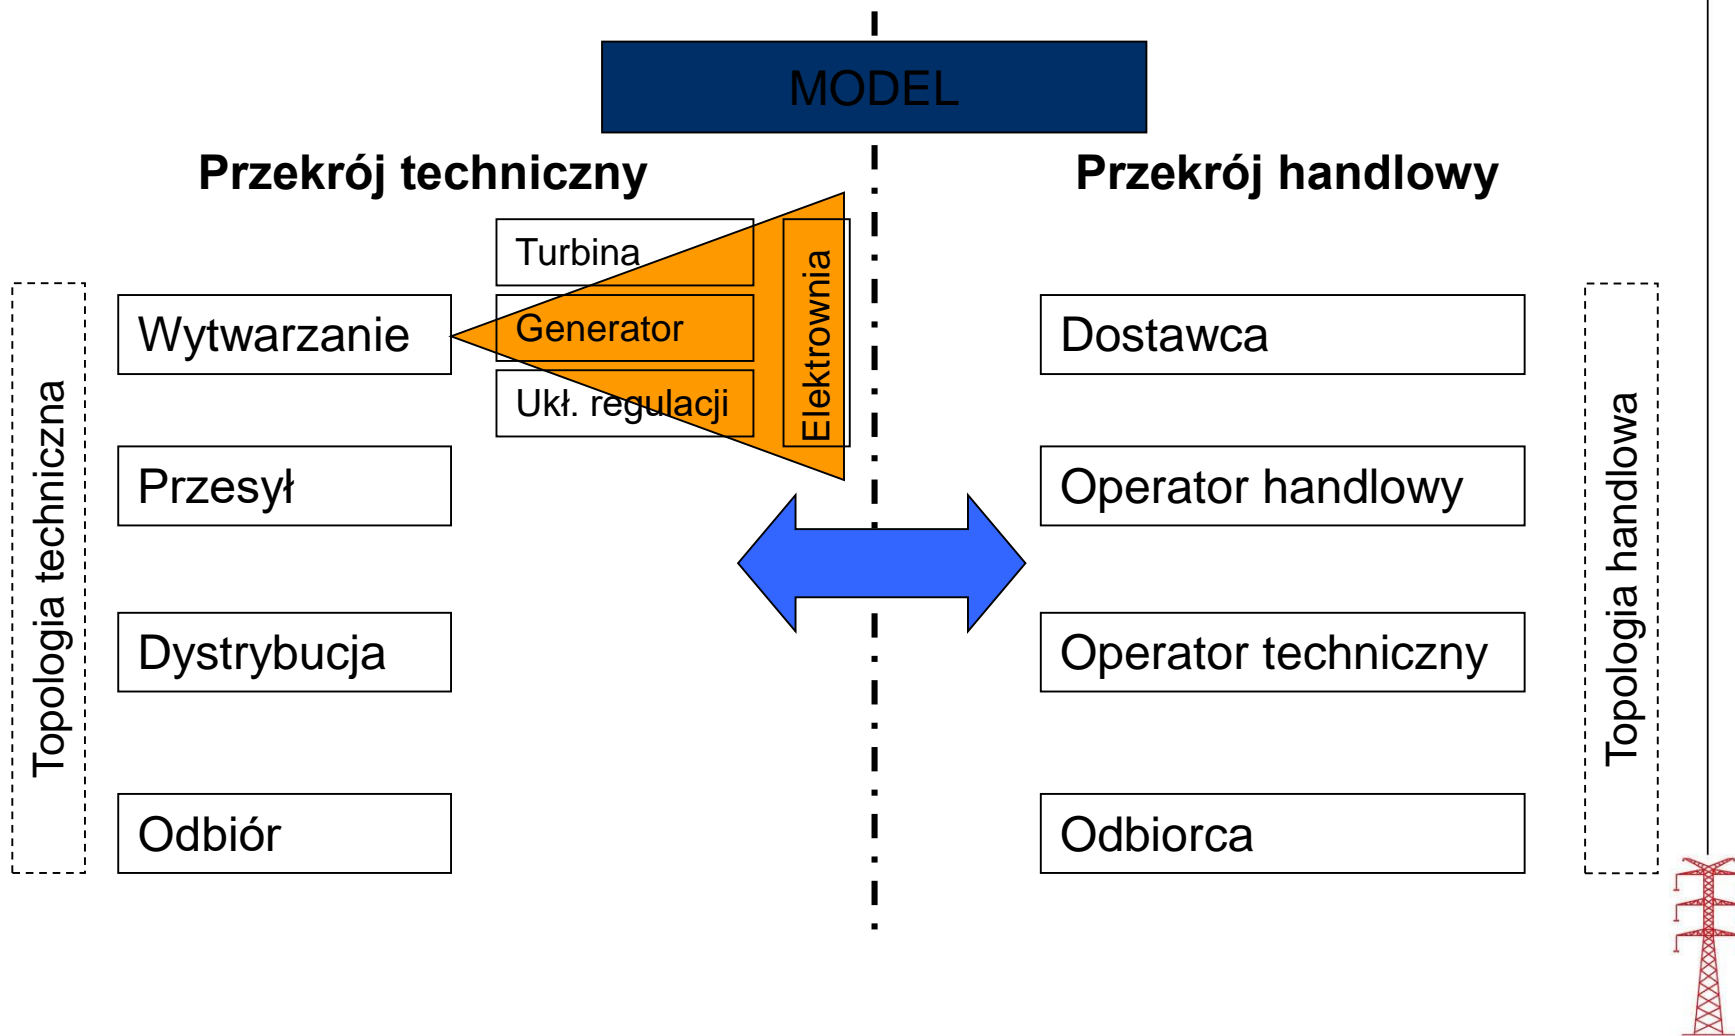 MODEL
Przekrój techniczny
Przekrój handlowy
Topologia techniczna
Wytwarzanie
Turbina
Generator
Ukł. regulacji
Elektrownia
Przesył
Dystrybucja
Odbiór
Dostawca
Operator handlowy
Operator techniczny
Odbiorca
Topologia handlowa